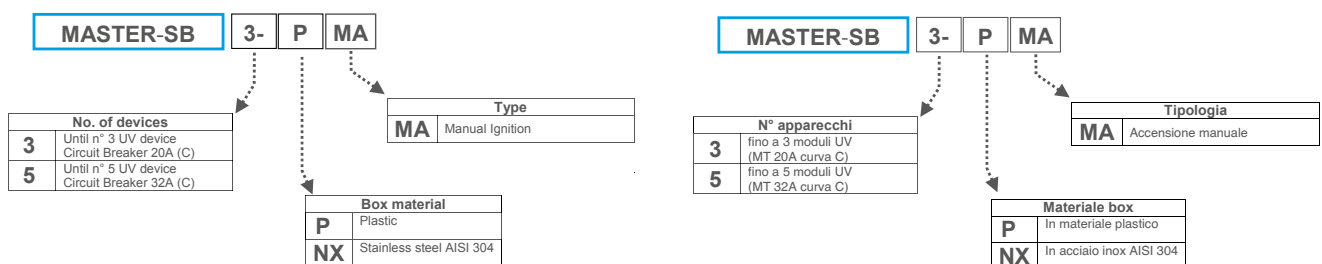 MASTER-SB 3- P MA
Type
MA Manual Ignition
No. of devices
3 Until n° 3 UV device
Circuit Breaker 20A (C)
5 Until n° 5 UV device
Circuit Breaker 32A (C)
Box material
P Plastic
NX Stainless steel AISI 304
MASTER-SB 3- P MA
Tipologia
MA Accensione manuale
N° apparecchi
3 fino a 3 moduli UV
(MT 20A curva C)
5 fino a 5 moduli UV
(MT 32A curva C)
Materiale box
P In materiale plastico
NX In acciaio inox AISI 304